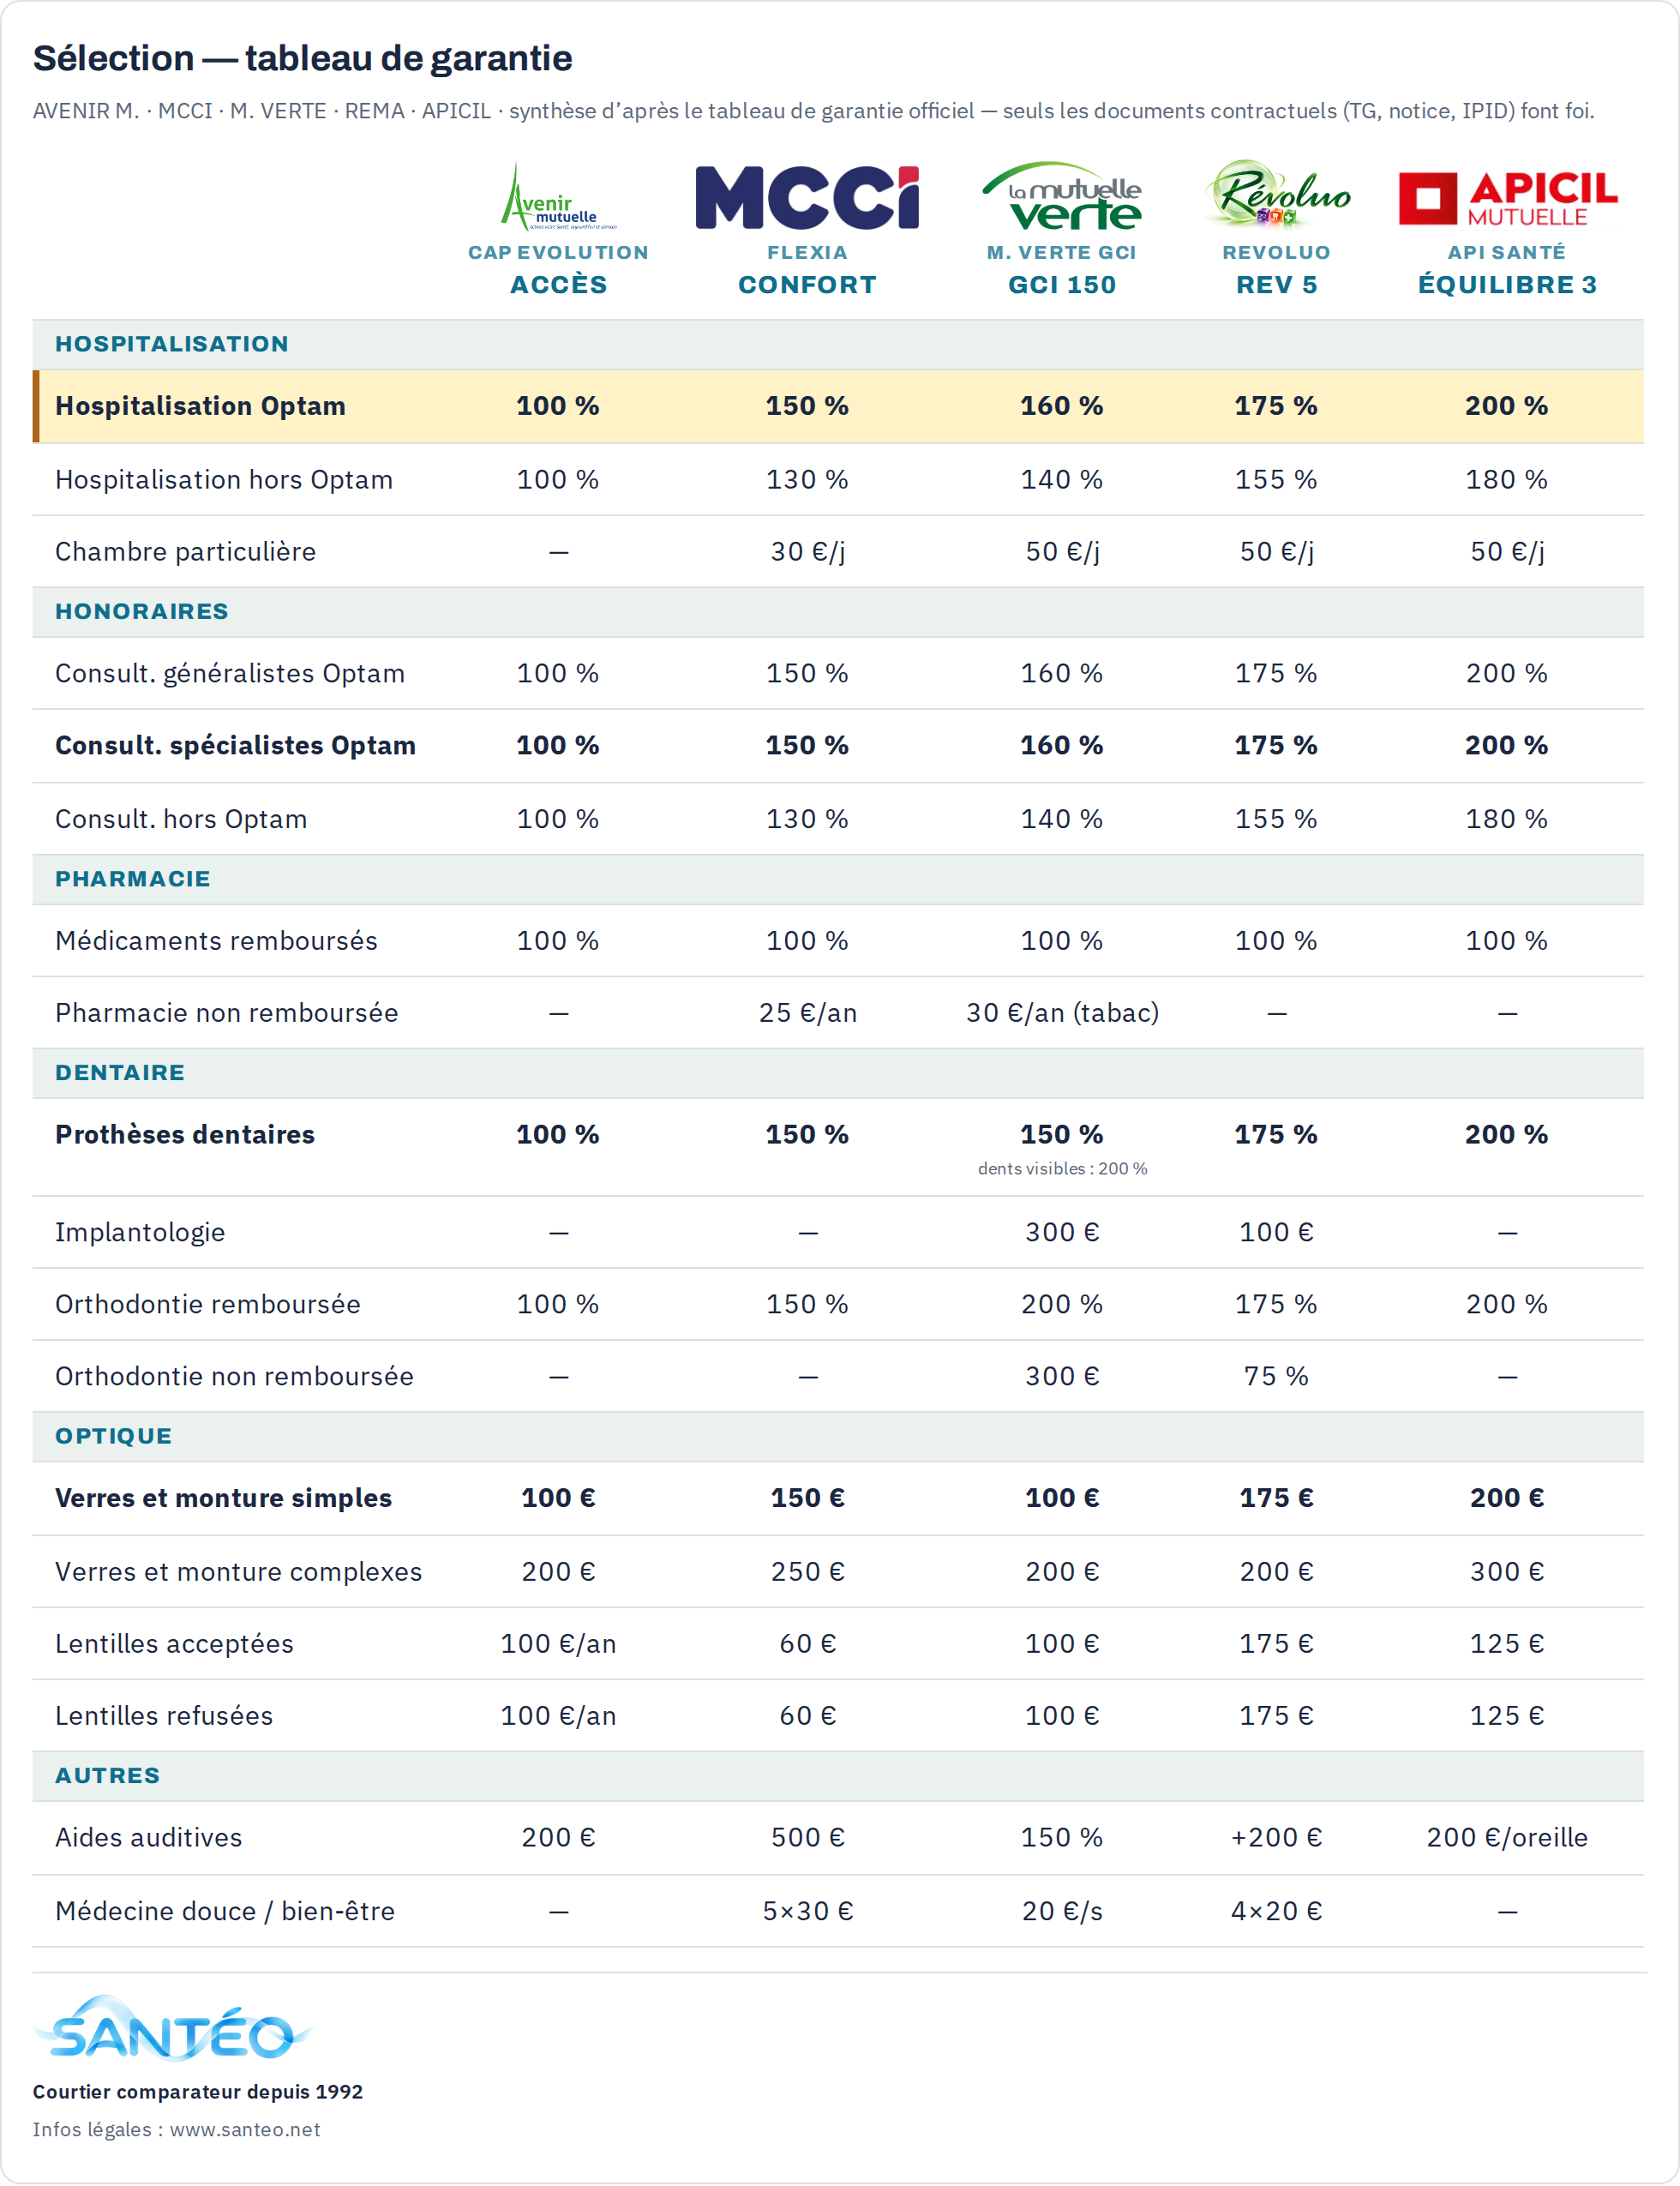 Sélection — tableau de garantie
AVENIR M. · MCCI · M. VERTE · REMA · APICIL · synthèse d’après le tableau de garantie officiel — seuls les documents contractuels (TG, notice, IPID) font foi.
Avenir mutuelle MCCi la mutuelle verte Révoluo APICIL MUTUELLE
CAP EVOLUTION FLEXIA M. VERTE GCI REVOLUO API SANTÉ
ACCÈS CONFORT GCI 150 REV 5 ÉQUILIBRE 3
HOSPITALISATION
Hospitalisation Optam 100 % 150 % 160 % 175 % 200 %
Hospitalisation hors Optam 100 % 130 % 140 % 155 % 180 %
Chambre particulière — 30 €/j 50 €/j 50 €/j 50 €/j
HONORAIRES
Consult. généralistes Optam 100 % 150 % 160 % 175 % 200 %
Consult. spécialistes Optam 100 % 150 % 160 % 175 % 200 %
Consult. hors Optam 100 % 130 % 140 % 155 % 180 %
PHARMACIE
Médicaments remboursés 100 % 100 % 100 % 100 % 100 %
Pharmacie non remboursée — 25 €/an 30 €/an (tabac) — —
DENTAIRE
Prothèses dentaires 100 % 150 % 150 % 175 % 200 %
dents visibles : 200 %
Implantologie — — 300 € 100 € —
Orthodontie remboursée 100 % 150 % 200 % 175 % 200 %
Orthodontie non remboursée — — 300 € 75 % —
OPTIQUE
Verres et monture simples 100 € 150 € 100 € 175 € 200 €
Verres et monture complexes 200 € 250 € 200 € 200 € 300 €
Lentilles acceptées 100 €/an 60 € 100 € 175 € 125 €
Lentilles refusées 100 €/an 60 € 100 € 175 € 125 €
AUTRES
Aides auditives 200 € 500 € 150 % +200 € 200 €/oreille
Médecine douce / bien-être — 5×30 € 20 €/s 4×20 € —
SANTÉO
Courtier comparateur depuis 1992
Infos légales : www.santeo.net